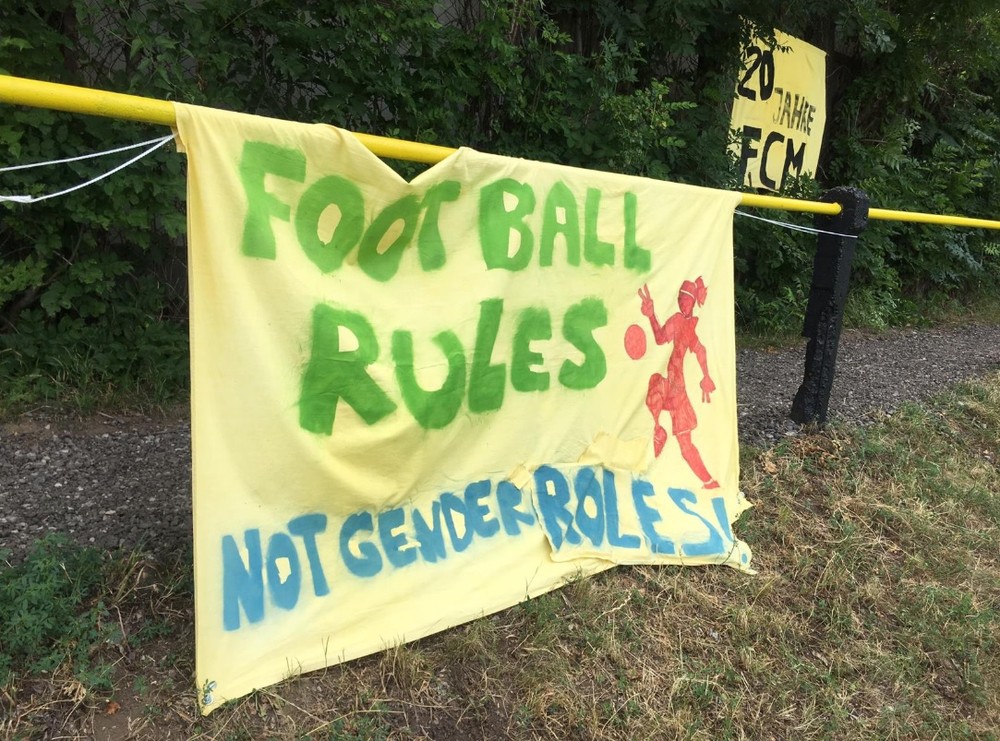 FOOTBALL
RULES
NOT GENDER ROLES!
20
JAHRE
FCM